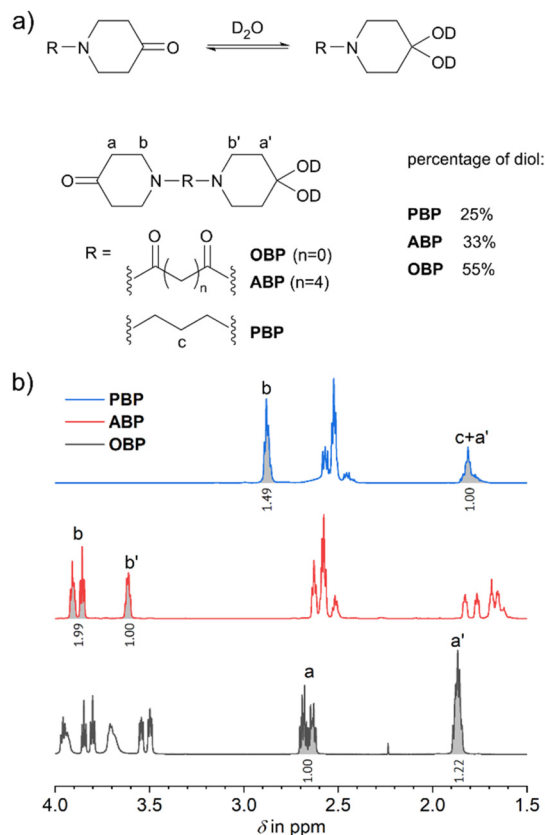 a)
D2O
R
N
O
R
N
OD
OD
a b b' a'
O
N R N
OD
OD
percentage of diol:
PBP 25%
ABP 33%
OBP 55%
R =
O O
n
OBP (n=0)
ABP (n=4)
c
PBP
b)
PBP
ABP
OBP
b
c+a'
1.49
1.00
b
b'
1.99
1.00
a
a'
1.00
1.22
4.0 3.5 3.0 2.5 2.0 1.5
δ in ppm